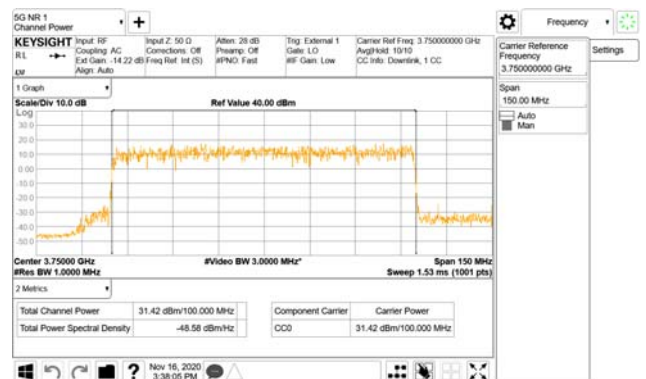 5G NR 1
Channel Power
Frequency
KEYSIGHT
RL
Input: RF
Coupling: AC
Ext Gain: -14.22 dB
Align: Auto
Input Z: 50 Ω
Corrections: Off
Freq Ref: Int (S)
Atten: 28 dB
Preamp: Off
#PNO: Fast
Trig: External 1
Gate: LO
#IF Gain: Low
Carrier Ref Freq: 3.750000000 GHz
Avg|Hold: 10/10
CC Info: Downlink, 1 CC
Carrier Reference
Frequency
3.750000000 GHz
Settings
Span
150.00 MHz
Auto
Man
1 Graph
Scale/Div 10.0 dB
Ref Value 40.00 dBm
Log
30.0
20.0
10.0
0.00
-10.0
-20.0
-30.0
-40.0
-50.0
Center 3.75000 GHz
#Video BW 3.0000 MHz*
Span 150 MHz
#Res BW 1.0000 MHz
Sweep 1.53 ms (1001 pts)
2 Metrics
Total Channel Power 31.42 dBm/100.000 MHz
Total Power Spectral Density -48.58 dBm/Hz
Component Carrier Carrier Power
CC0 31.42 dBm/100.000 MHz
?
Nov 16, 2020
3:38:05 PM